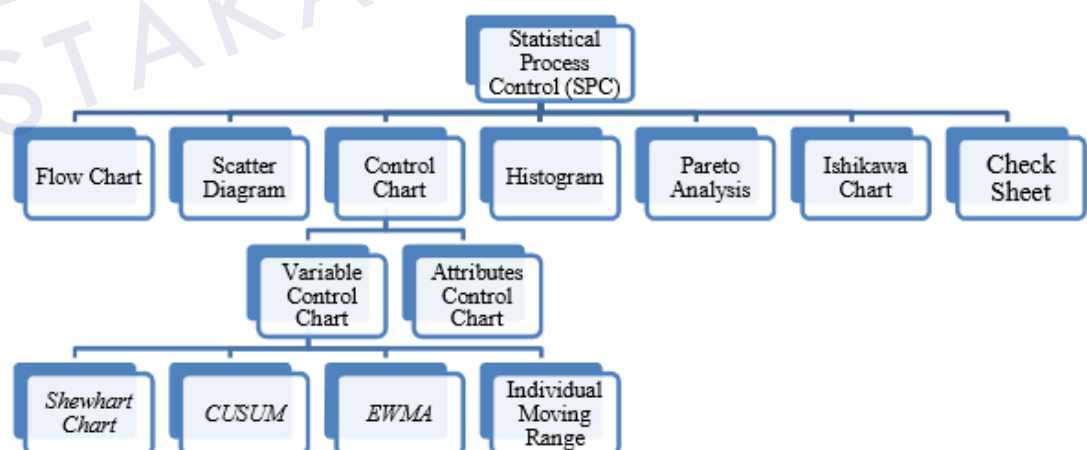 STAKA
Statistical
Process
Control (SPC)
Flow Chart
Scatter
Diagram
Control
Chart
Histogram
Pareto
Analysis
Ishikawa
Chart
Check
Sheet
Variable
Control
Chart
Attributes
Control
Chart
Shewhart
Chart
CUSUM
EWMA
Individual
Moving
Range